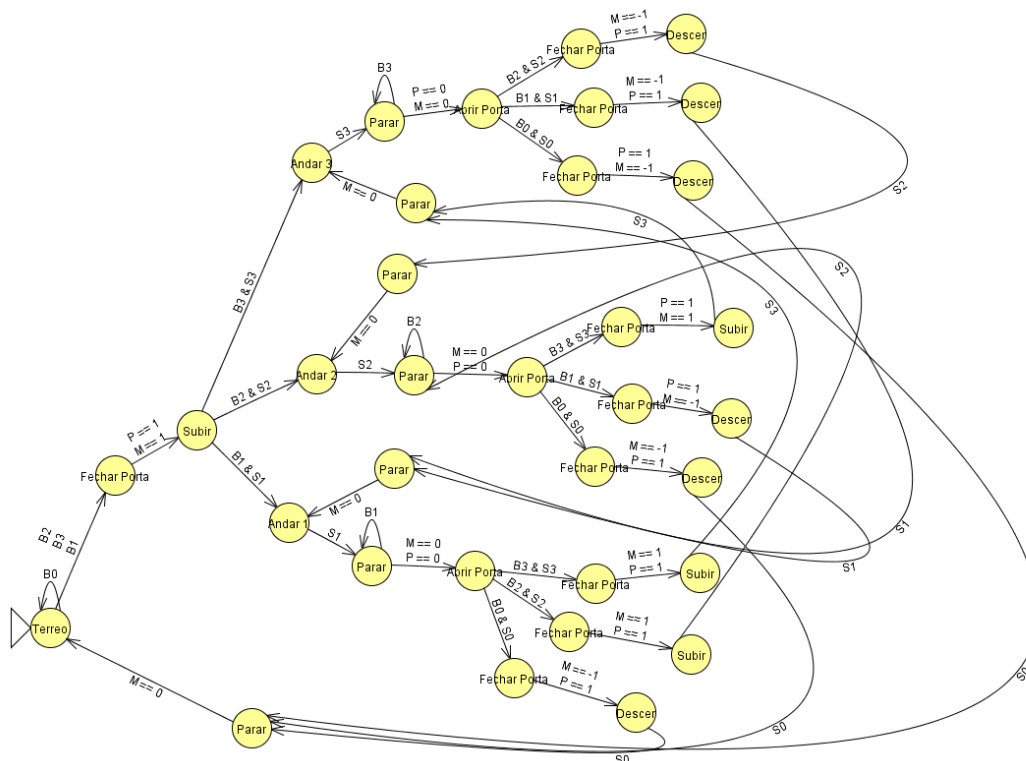 M == -1
P == 1
Descer
Fechar Porta
B3
B2 & S2
P == 0
M == 0
M == -1
P == 1
Descer
Parar
Abrir Porta
B1 & S1
Fechar Porta
S3
B0 & S0
P == 1
M == -1
Andar 3
Fechar Porta
Descer
S2
M == 0
Parar
S3
S2
Parar
B3 & S3
S3
M == 0
P == 1
M == 1
B2
Fechar Porta
Subir
B3 & S3
M == 0
P == 0
Andar 2
S2
Parar
Abrir Porta
B1 & S1
P == 1
M == -1
B2 & S2
Fechar Porta
Descer
B0 & S0
P == 1
M == 1
Subir
M == -1
P == 1
Fechar Porta
Parar
Fechar Porta
Descer
B1 & S1
M == 0
S1
B2
B3
B1
Andar 1
B1
S1
M == 0
P == 0
S1
Parar
Abrir Porta
B3 & S3
M == 1
P == 1
Fechar Porta
Subir
B0
B2 & S2
M == 1
P == 1
Terreo
B0 & S0
Fechar Porta
Subir
M == 0
Fechar Porta
M == -1
P == 1
S0
Descer
Parar
S0
S0